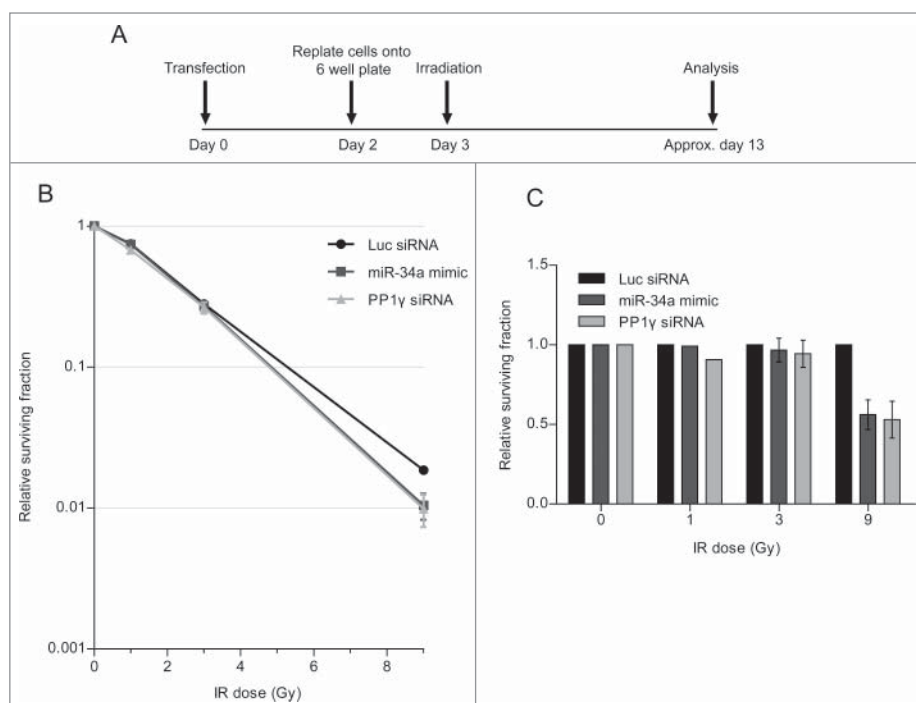 A
Transfection
Replate cells onto
6 well plate
Irradiation
Analysis
Day 0
Day 2
Day 3
Approx. day 13
B
Relative surviving fraction
1
0.1
0.01
0.001
0
2
4
6
8
IR dose (Gy)
Luc siRNA
miR-34a mimic
PP1γ siRNA
C
Relative surviving fraction
1.5
1.0
0.5
0.0
0
1
3
9
IR dose (Gy)
Luc siRNA
miR-34a mimic
PP1γ siRNA